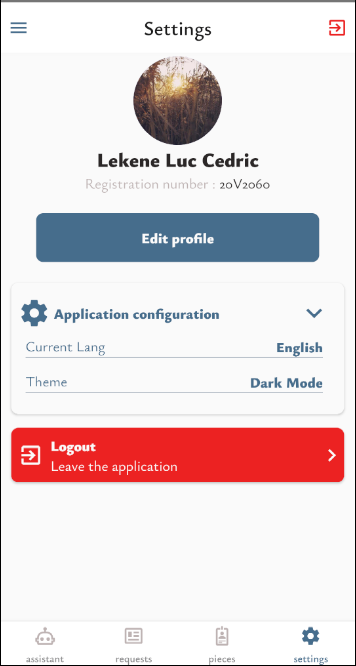 Settings
Lekene Luc Cedric
Registration number : 20V2060
Edit profile
Application configuration
Current Lang English
Theme Dark Mode
Logout
Leave the application
assistant requests pieces settings